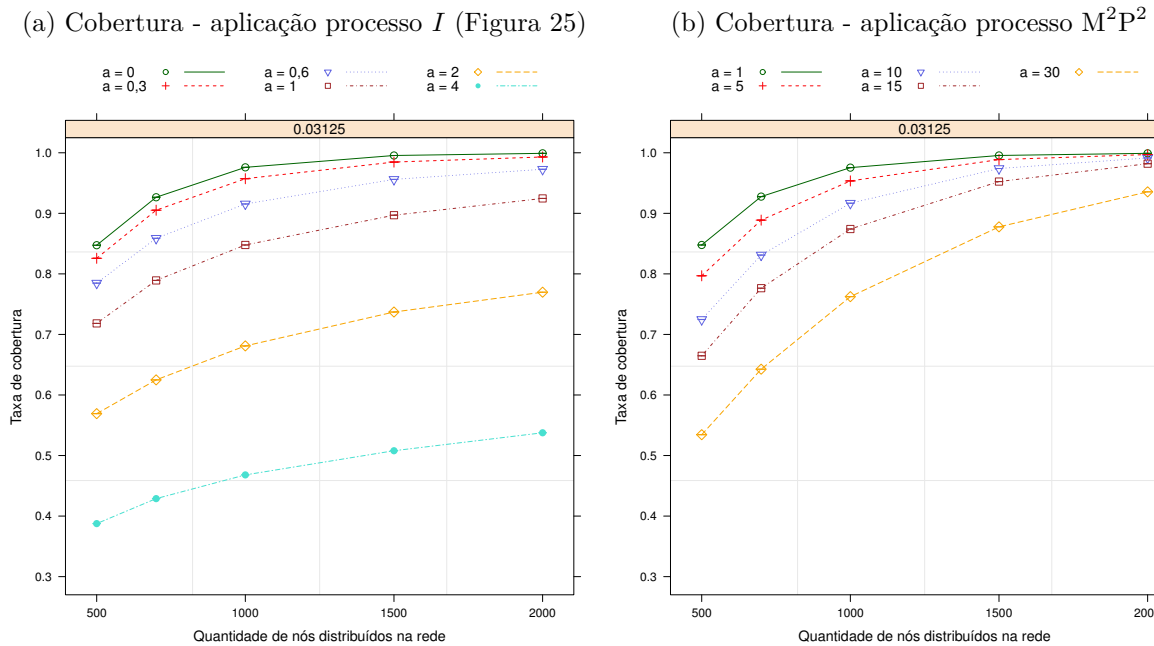 (a) Cobertura - aplicação processo I (Figura 25)
a = 0
a = 0,3
a = 0,6
a = 1
a = 2
a = 4
0.03125
Taxa de cobertura
1.0
0.9
0.8
0.7
0.6
0.5
0.4
0.3
500
1000
1500
2000
Quantidade de nós distribuídos na rede
(b) Cobertura - aplicação processo M²P²
a = 1
a = 5
a = 10
a = 15
a = 30
0.03125
Taxa de cobertura
1.0
0.9
0.8
0.7
0.6
0.5
0.4
0.3
500
1000
1500
200
Quantidade de nós distribuídos na rede